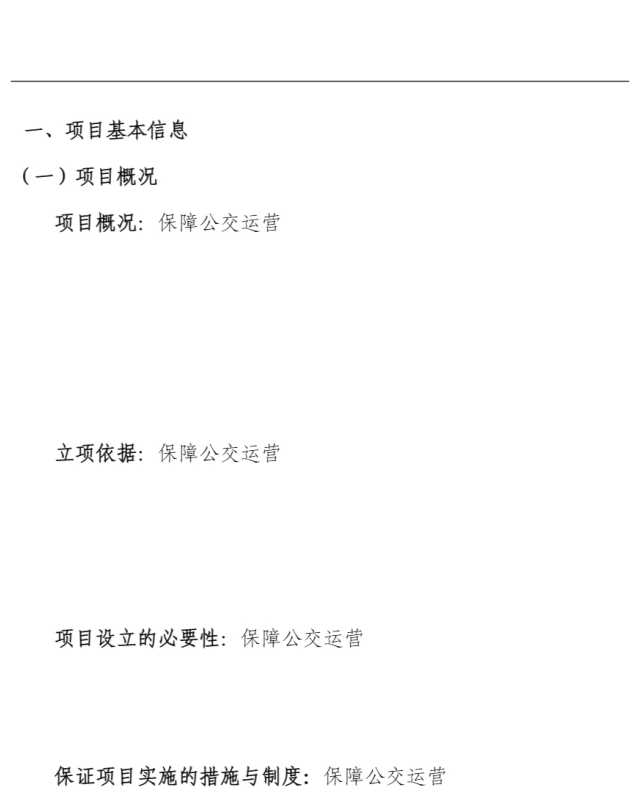 一、项目基本信息
（一）项目概况
项目概况：保障公交运营
立项依据：保障公交运营
项目设立的必要性：保障公交运营
保证项目实施的措施与制度：保障公交运营